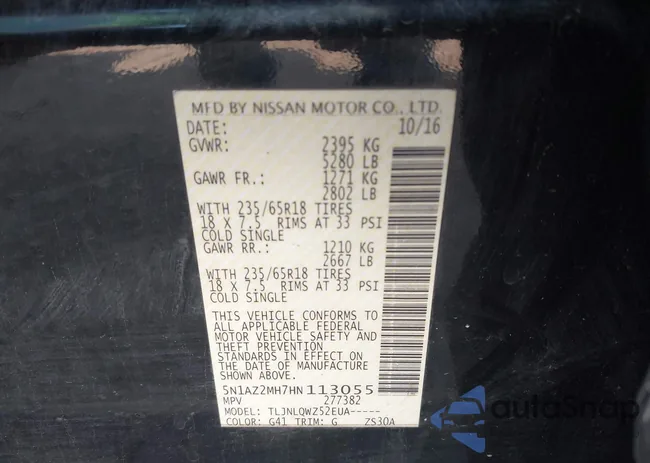 MFD BY NISSAN MOTOR CO., LTD.
DATE: 10/16
GVWR: 2395 KG
5280 LB
GAWR FR.: 1271 KG
2802 LB
WITH 235/65R18 TIRES
18 X 7.5 RIMS AT 33 PSI
COLD SINGLE
GAWR RR.: 1210 KG
2667 LB
WITH 235/65R18 TIRES
18 X 7.5 RIMS AT 33 PSI
COLD SINGLE
THIS VEHICLE CONFORMS TO
ALL APPLICABLE FEDERAL
MOTOR VEHICLE SAFETY AND
THEFT PREVENTION
STANDARDS IN EFFECT ON
THE DATE OF MANUFACTURE
SHOWN ABOVE.
5N1AZ2MH7HN113055
MPV 277382
MODEL: TLJNLQWZ52EUA-----
COLOR: G41 TRIM: G ZS30A
autoSnap